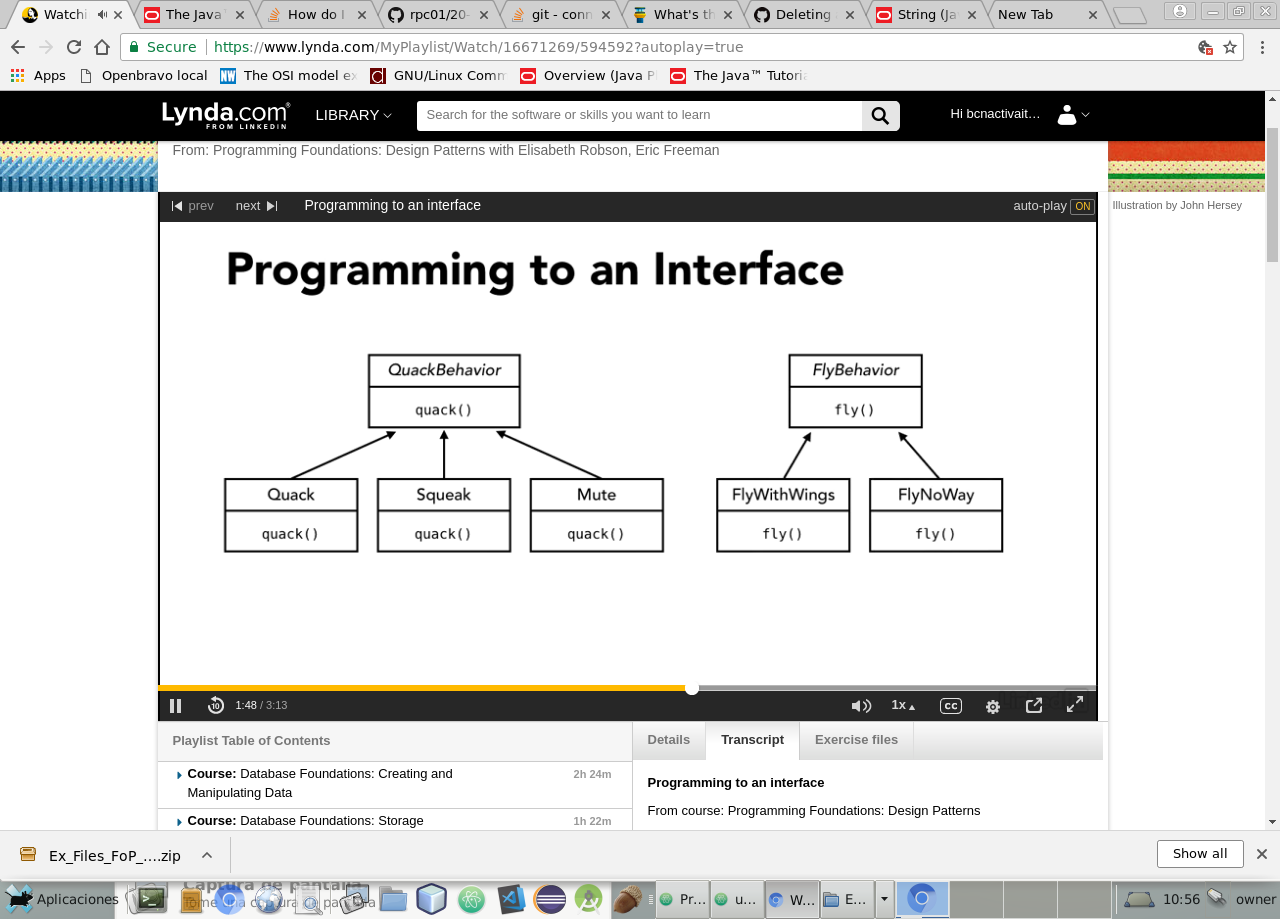 Watchi
The Java
How do I
rpc01/20-
git - conn
What's th
Deleting
String (Ja
New Tab
Secure https://www.lynda.com/MyPlaylist/Watch/16671269/594592?autoplay=true
Apps Openbravo local The OSI model ex GNU/Linux Comm Overview (Java P The Java™ Tutoria
Lynda.com®
FROM LINKEDIN
LIBRARY
Search for the software or skills you want to learn
Hi bcnactivait…
From: Programming Foundations: Design Patterns with Elisabeth Robson, Eric Freeman
prev next Programming to an interface auto-play ON
Illustration by John Hersey
Programming to an Interface
QuackBehavior FlyBehavior
quack() fly()
Quack Squeak Mute FlyWithWings FlyNoWay
quack() quack() quack() fly() fly()
10 1:48 / 3:13 1x CC
Playlist Table of Contents
Details Transcript Exercise files
Course: Database Foundations: Creating and Manipulating Data 2h 24m
Course: Database Foundations: Storage 1h 22m
Programming to an interface
From course: Programming Foundations: Design Patterns
Ex_Files_FoP_....zip
Show all
Captura de pantalla
Aplicaciones
Pr...
u...
W...
E...
10:56
owner